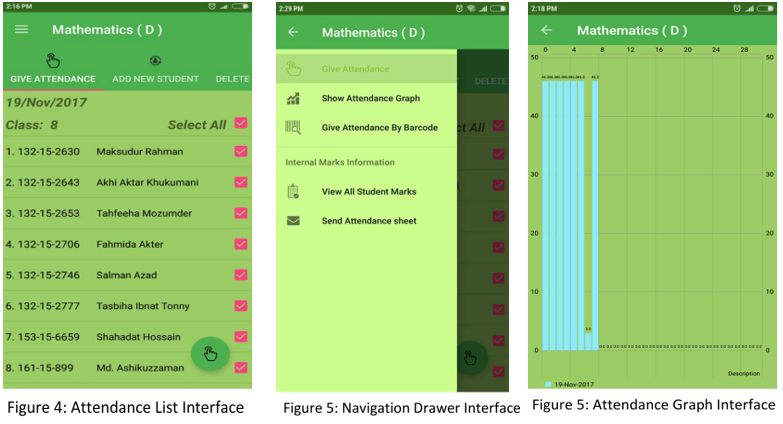 2:16 PM
Mathematics ( D )
GIVE ATTENDANCE ADD NEW STUDENT DELETE
19/Nov/2017
Class: 8 Select All
1. 132-15-2630 Maksudur Rahman
2. 132-15-2643 Akhi Aktar Khukumani
3. 132-15-2653 Tahfeeha Mozumder
4. 132-15-2706 Fahmida Akter
5. 132-15-2746 Salman Azad
6. 132-15-2777 Tasbiha Ibnat Tonny
7. 153-15-6659 Shahadat Hossain
8. 161-15-899 Md. Ashikuzzaman
Figure 4: Attendance List Interface
2:29 PM
Mathematics ( D )
Give Attendance
DELETE
Show Attendance Graph
Give Attendance By Barcode
ct All
Internal Marks Information
View All Student Marks
Send Attendance sheet
Figure 5: Navigation Drawer Interface
2:18 PM
Mathematics ( D )
0 4 8 12 16 20 24 28
50 50
40 40
30 30
20 20
10 10
0 0
Description
19-Nov-2017
Figure 5: Attendance Graph Interface